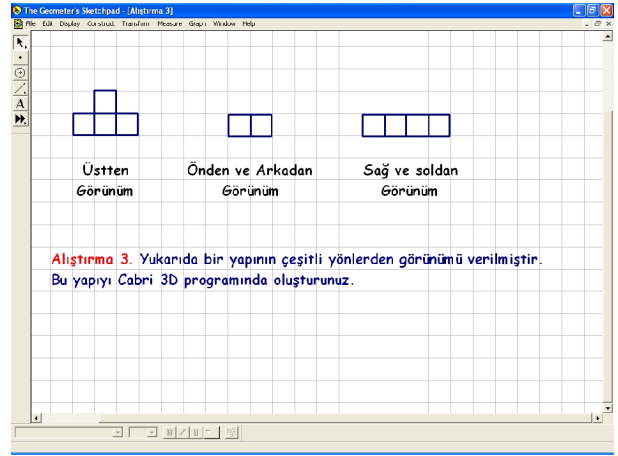 The Geometer's Sketchpad - [Alıştırma 3]
File Edit Display Construct Transform Measure Graph Window Help
A
Üstten
Görünüm
Önden ve Arkadan
Görünüm
Sağ ve soldan
Görünüm
Alıştırma 3. Yukarıda bir yapının çeşitli yönlerden görünümü verilmiştir.
Bu yapıyı Cabri 3D programında oluşturunuz.
B I U